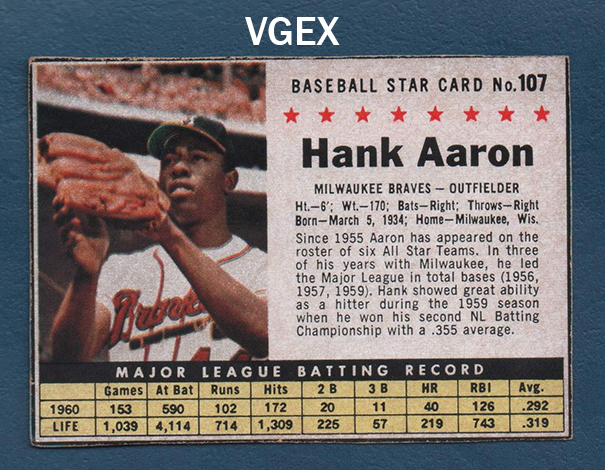 VGEX
BASEBALL STAR CARD No.107
Hank Aaron
MILWAUKEE BRAVES – OUTFIELDER
Ht.–6'; Wt.–170; Bats–Right; Throws–Right
Born–March 5, 1934; Home–Milwaukee, Wis.
Since 1955 Aaron has appeared on the
roster of six All Star Teams. In three
of his years with Milwaukee, he led
the Major League in total bases (1956,
1957, 1959). Hank showed great ability
as a hitter during the 1959 season
when he won his second NL Batting
Championship with a .355 average.
Braves
44
MAJOR LEAGUE BATTING RECORD
Games At Bat Runs Hits 2 B 3 B HR RBI Avg.
1960 153 590 102 172 20 11 40 126 .292
LIFE 1,039 4,114 714 1,309 225 57 219 743 .319